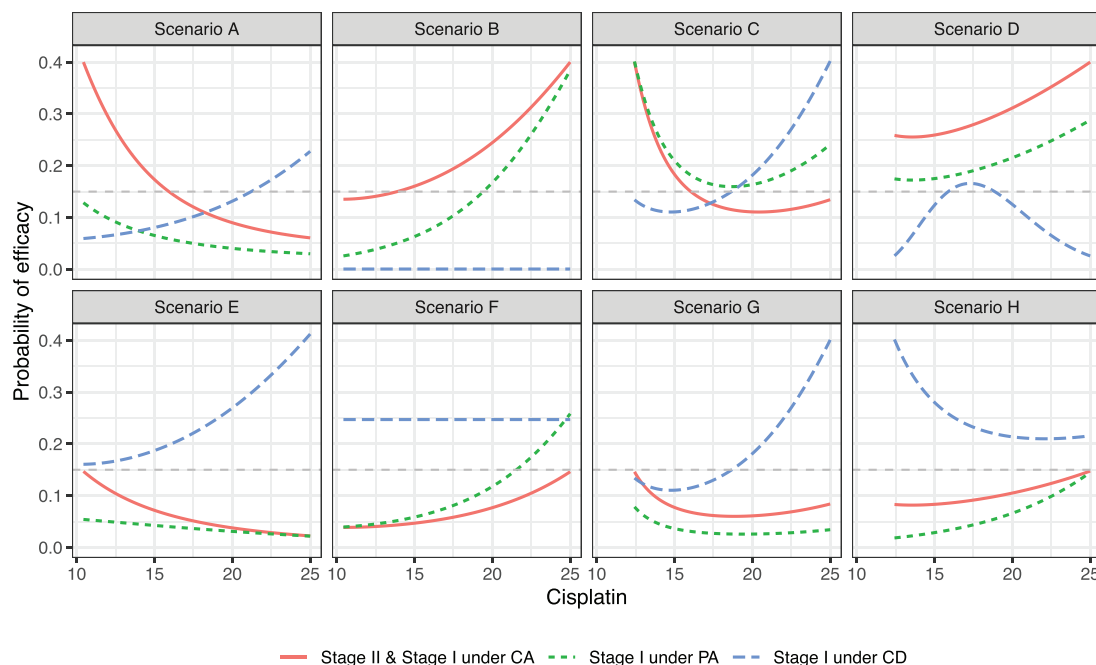 Scenario A
Scenario B
Scenario C
Scenario D
0.4
0.3
0.2
0.1
0.0
Scenario E
Scenario F
Scenario G
Scenario H
0.4
0.3
0.2
0.1
0.0
10 15 20 25
10 15 20 25
10 15 20 25
10 15 20 25
Probability of efficacy
Cisplatin
Stage II & Stage I under CA
Stage I under PA
Stage I under CD